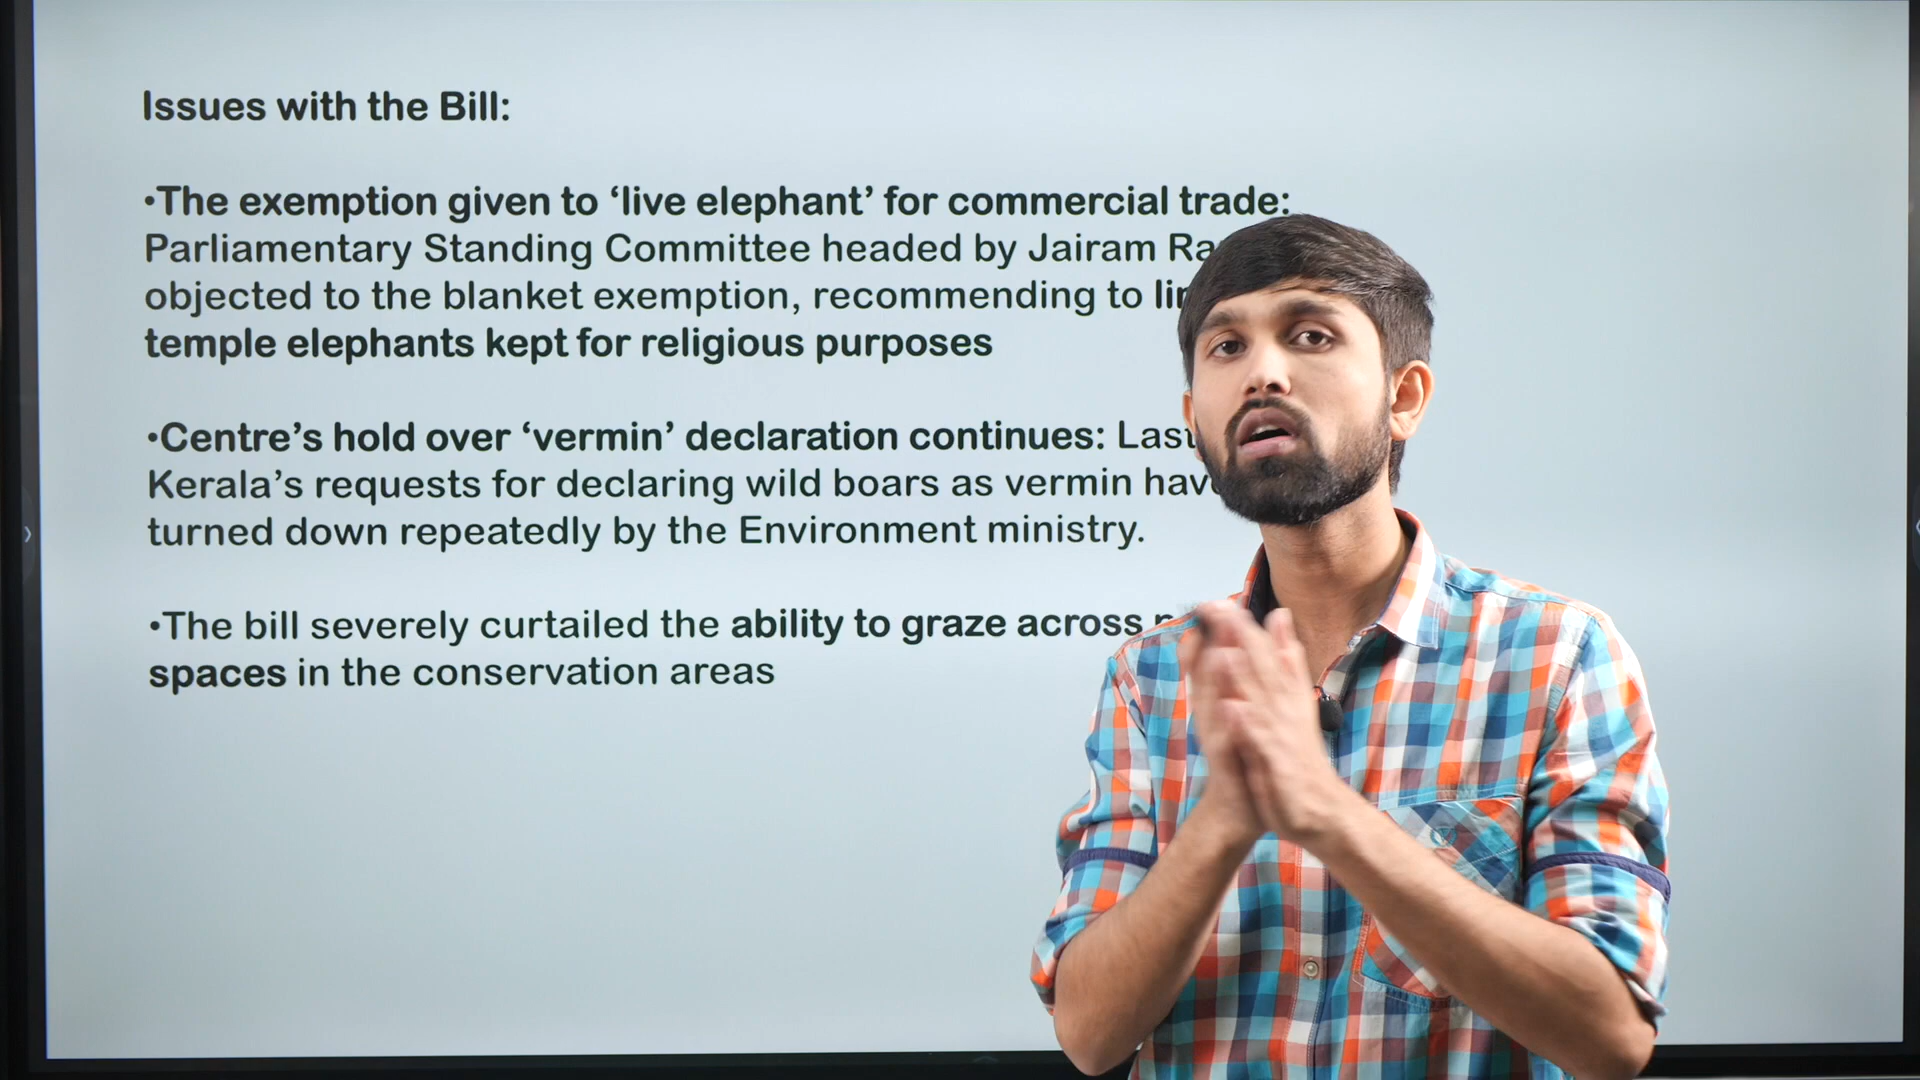 Issues with the Bill:
•The exemption given to ‘live elephant’ for commercial trade:
Parliamentary Standing Committee headed by Jairam
objected to the blanket exemption, recommending to
temple elephants kept for religious purposes
•Centre’s hold over ‘vermin’ declaration continues: Last
Kerala’s requests for declaring wild boars as vermin
turned down repeatedly by the Environment ministry.
•The bill severely curtailed the ability to graze across
spaces in the conservation areas